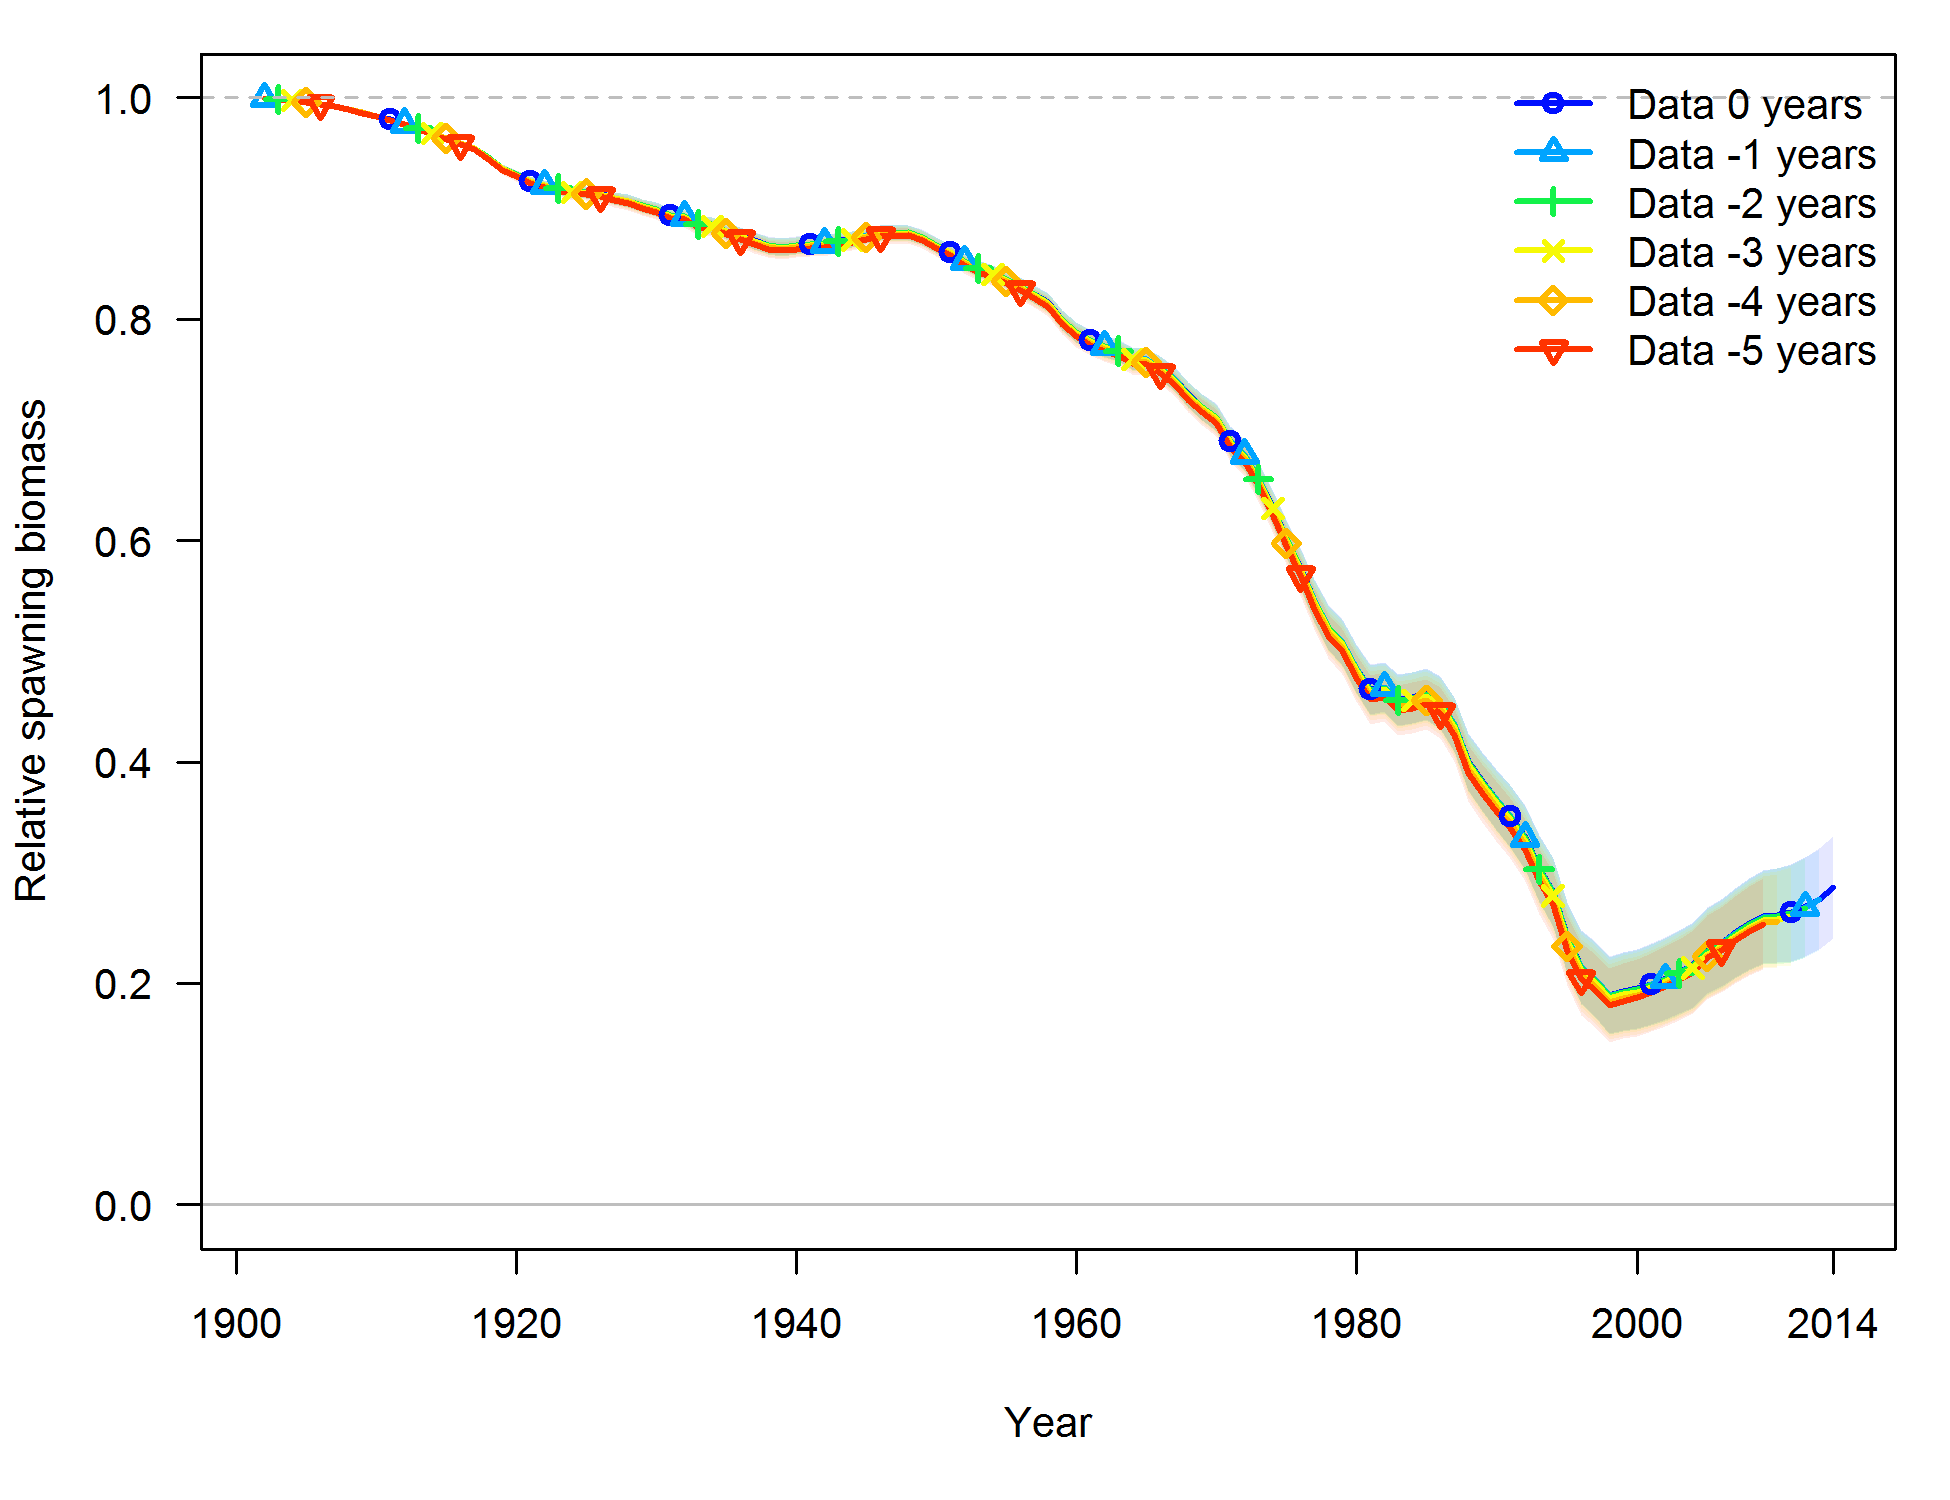 1.0
0.8
0.6
0.4
0.2
0.0
Relative spawning biomass
Data 0 years
Data -1 years
Data -2 years
Data -3 years
Data -4 years
Data -5 years
1900 1920 1940 1960 1980 2000 2014
Year